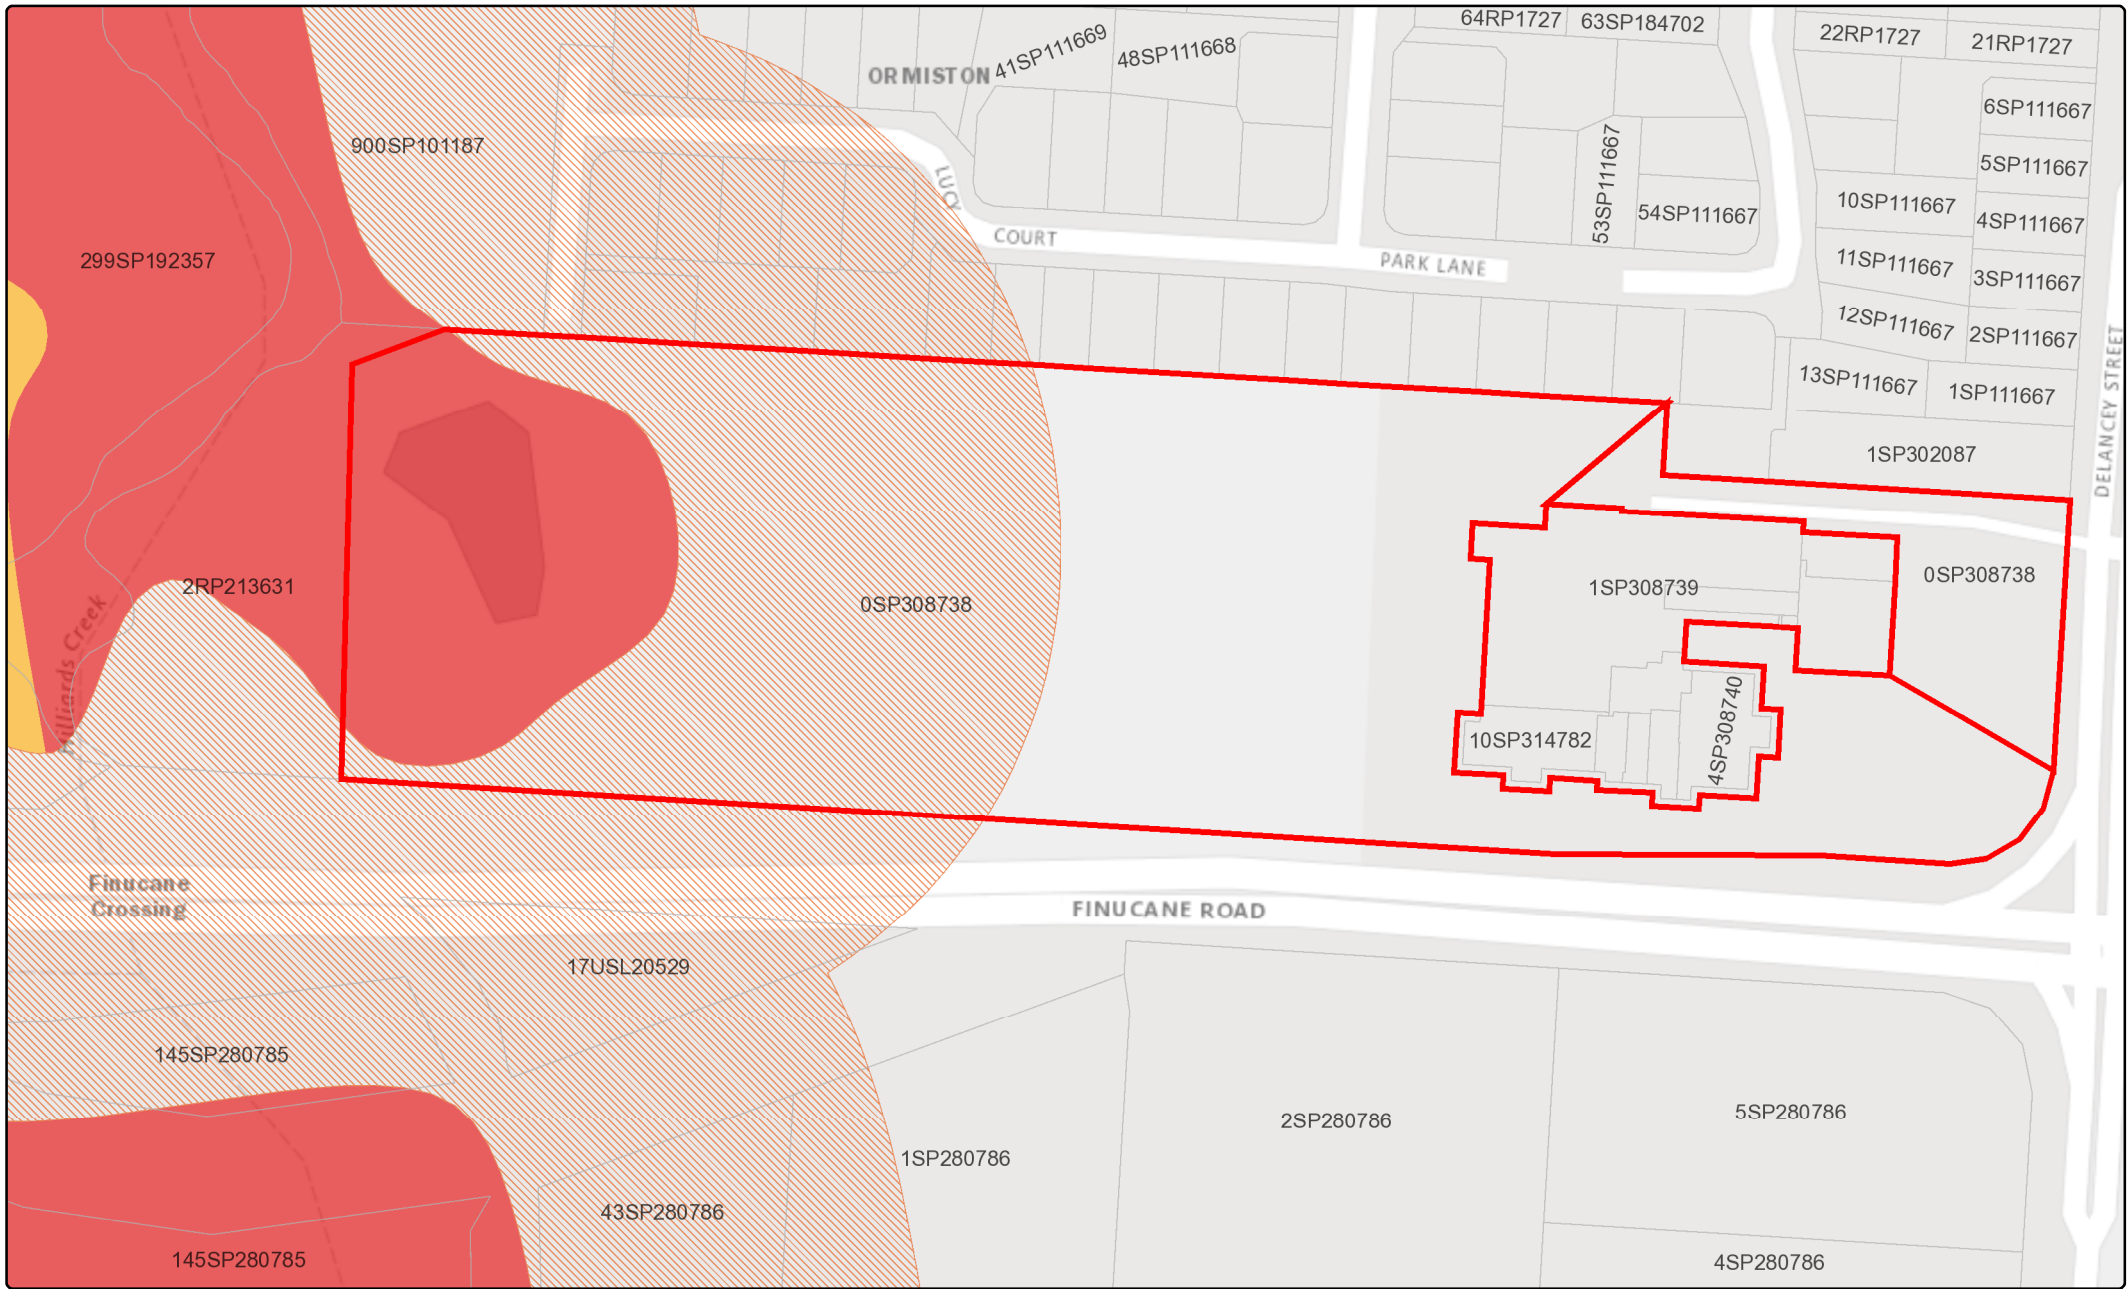 64RP1727
63SP184702
22RP1727
21RP1727
ORMISTON
41SP111669
48SP111668
6SP111667
900SP101187
5SP111667
53SP111667
54SP111667
10SP111667
4SP111667
LUCY
COURT
PARK LANE
299SP192357
11SP111667
3SP111667
12SP111667
2SP111667
13SP111667
1SP111667
DELANCEY STREET
1SP302087
2RP213631
0SP308738
1SP308739
0SP308738
Hilliards Creek
10SP314782
4SP308740
Finucane
Crossing
FINUCANE ROAD
17USL20529
145SP280785
2SP280786
5SP280786
1SP280786
43SP280786
145SP280785
4SP280786